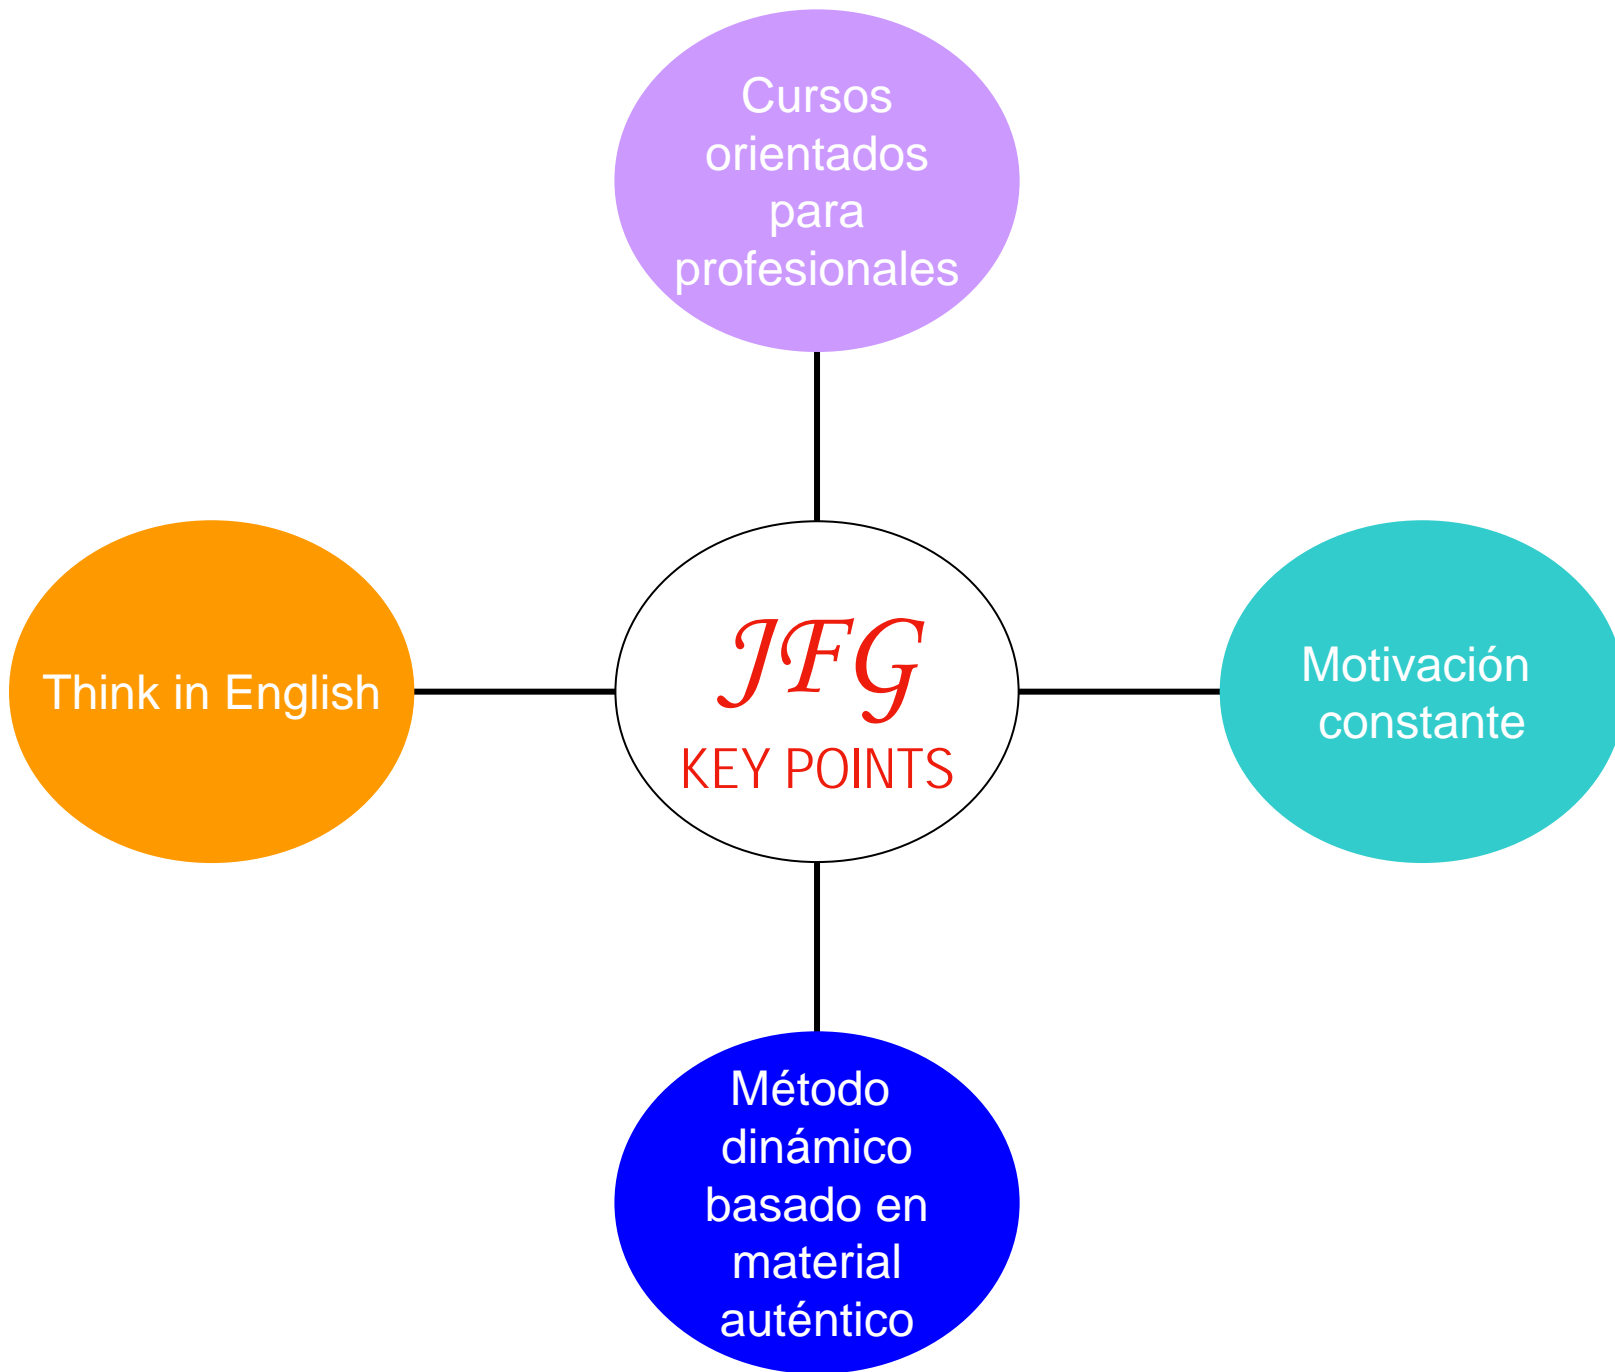 Cursos
orientados
para
profesionales
Think in English
JFG
KEY POINTS
Motivación
constante
Método
dinámico
basado en
material
auténtico